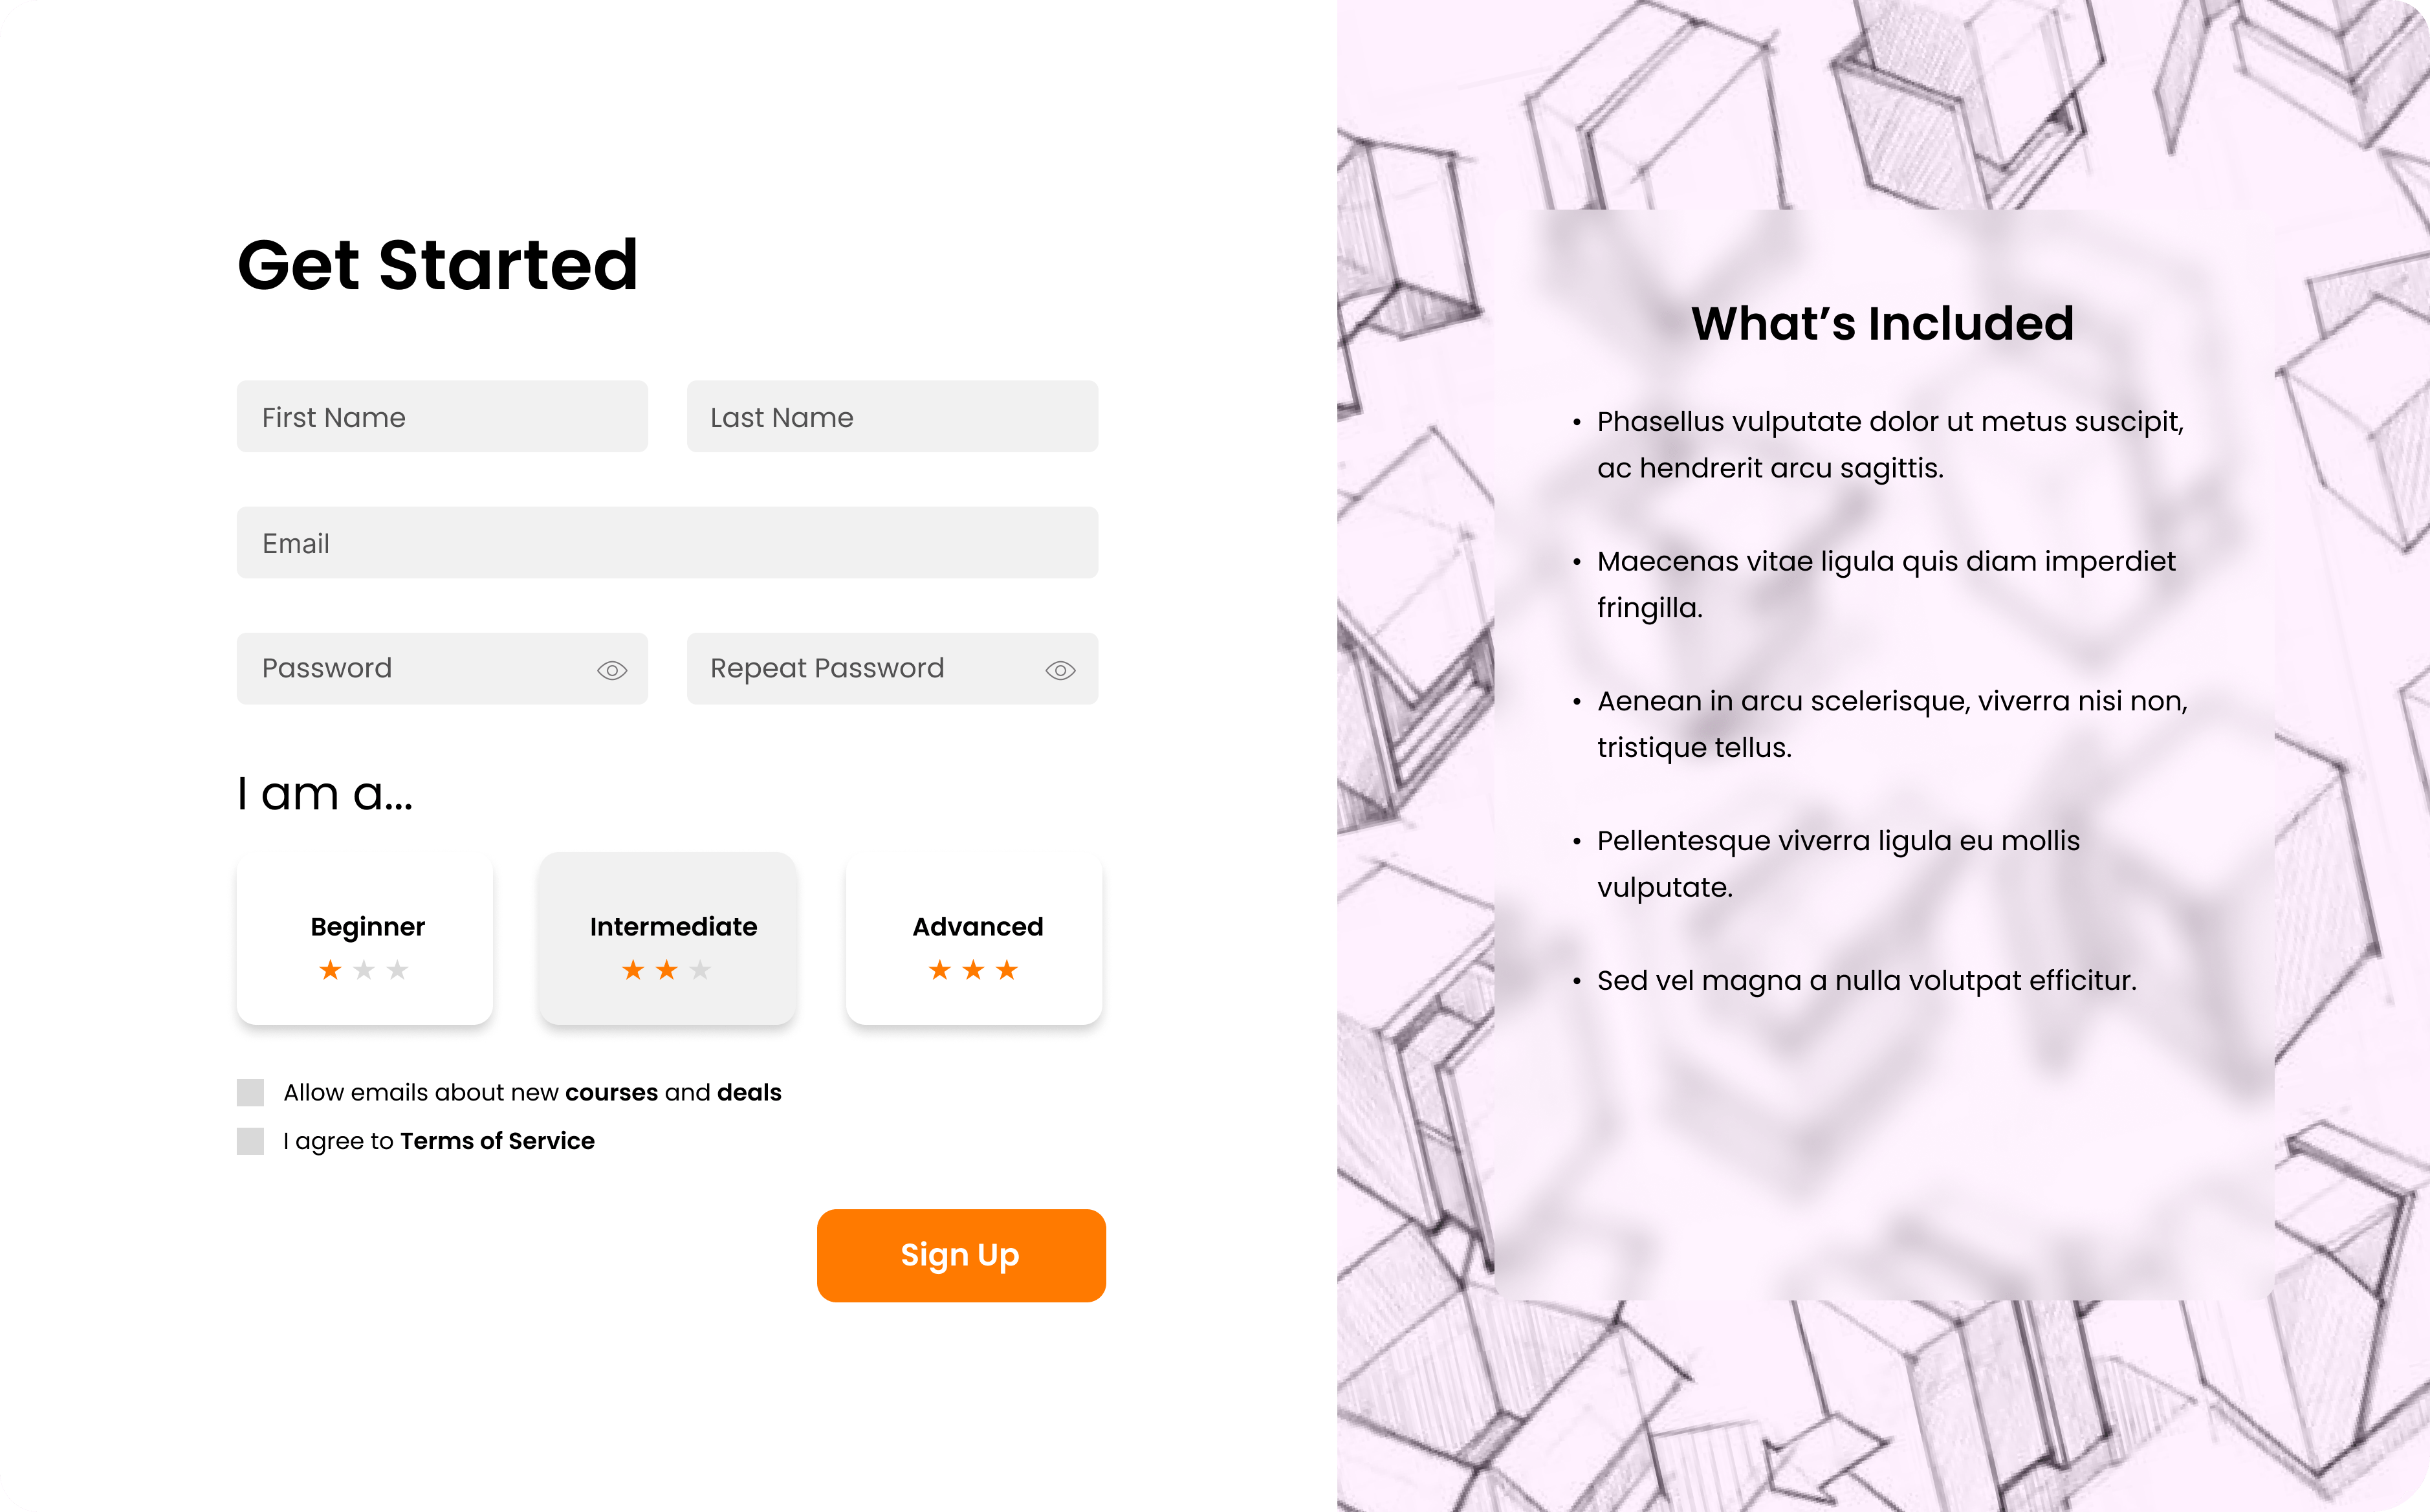 Get Started
First Name
Last Name
Email
Password
Repeat Password
I am a...
Beginner
Intermediate
Advanced
Allow emails about new courses and deals
I agree to Terms of Service
Sign Up
What’s Included
• Phasellus vulputate dolor ut metus suscipit,
ac hendrerit arcu sagittis.
• Maecenas vitae ligula quis diam imperdiet
fringilla.
• Aenean in arcu scelerisque, viverra nisi non,
tristique tellus.
• Pellentesque viverra ligula eu mollis
vulputate.
• Sed vel magna a nulla volutpat efficitur.